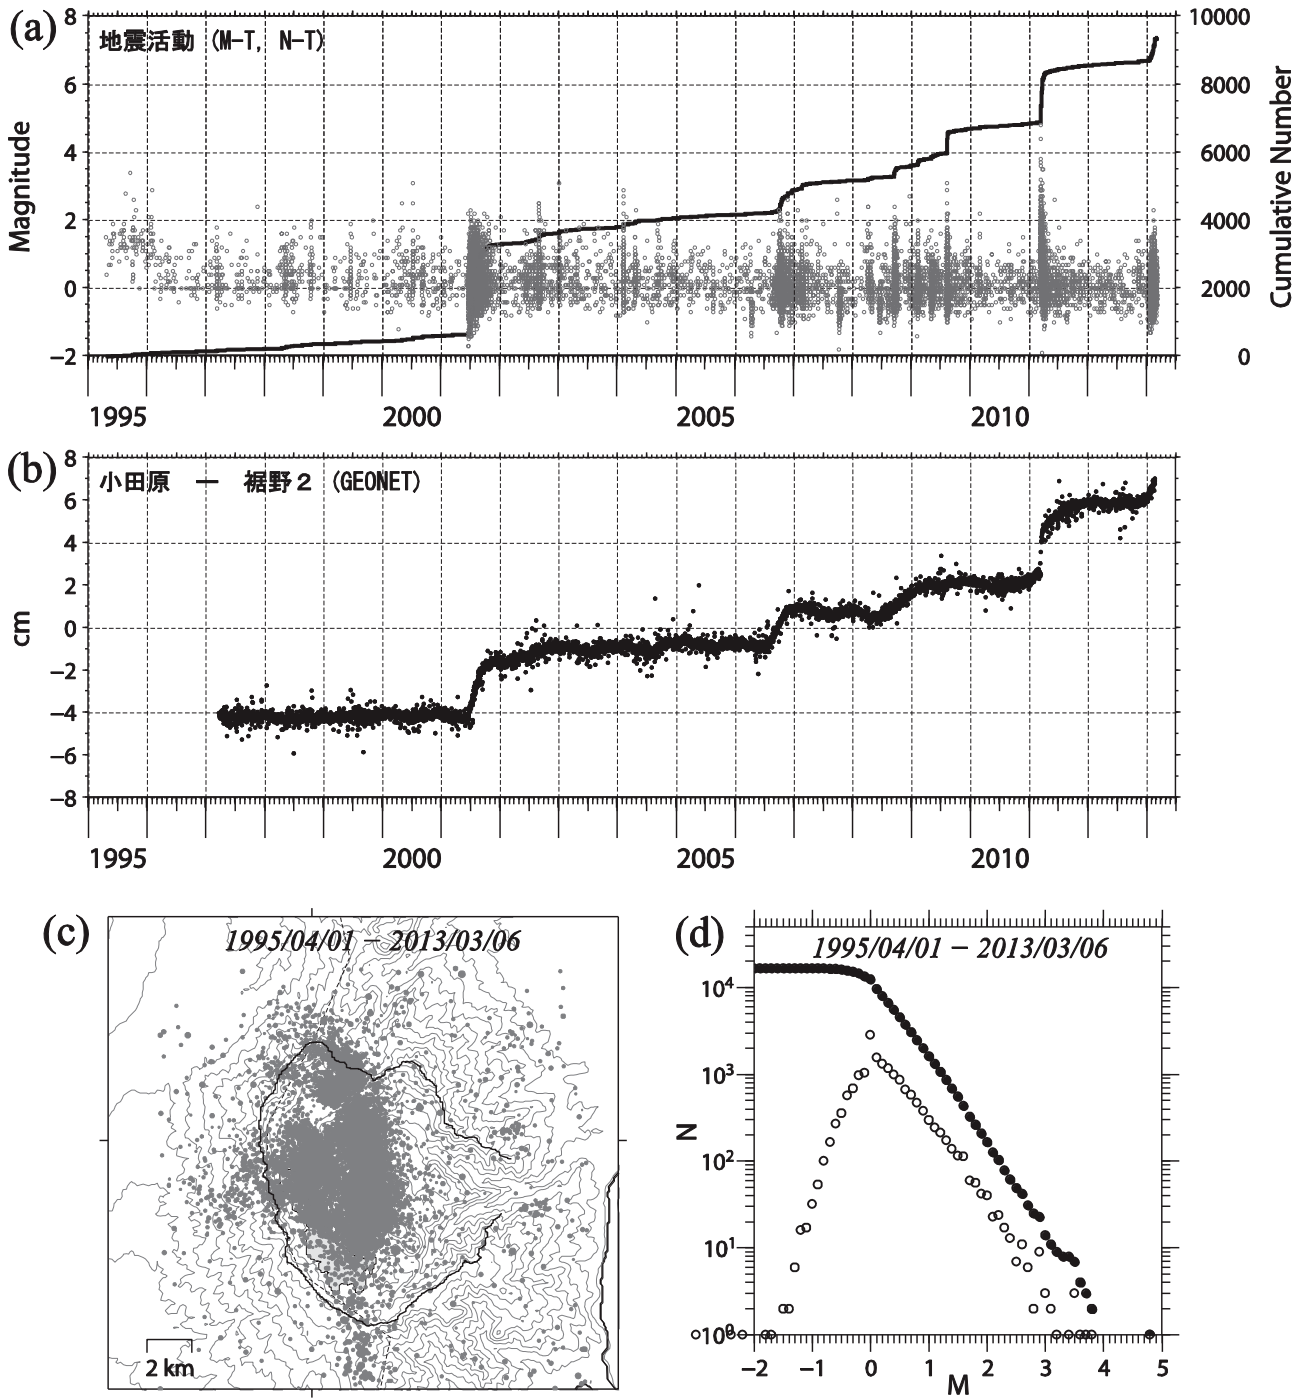 (a)
地震活動 (M-T, N-T)
Magnitude
8
6
4
2
0
−2
10000
8000
6000
4000
2000
0
Cumulative Number
1995 2000 2005 2010
(b)
小田原 — 裾野２ (GEONET)
cm
8
6
4
2
0
−2
−4
−6
−8
1995 2000 2005 2010
(c)
1995/04/01 − 2013/03/06
2 km
(d)
1995/04/01 − 2013/03/06
N
10⁴
10³
10²
10¹
10⁰
−2 −1 0 1 2 3 4 5
M